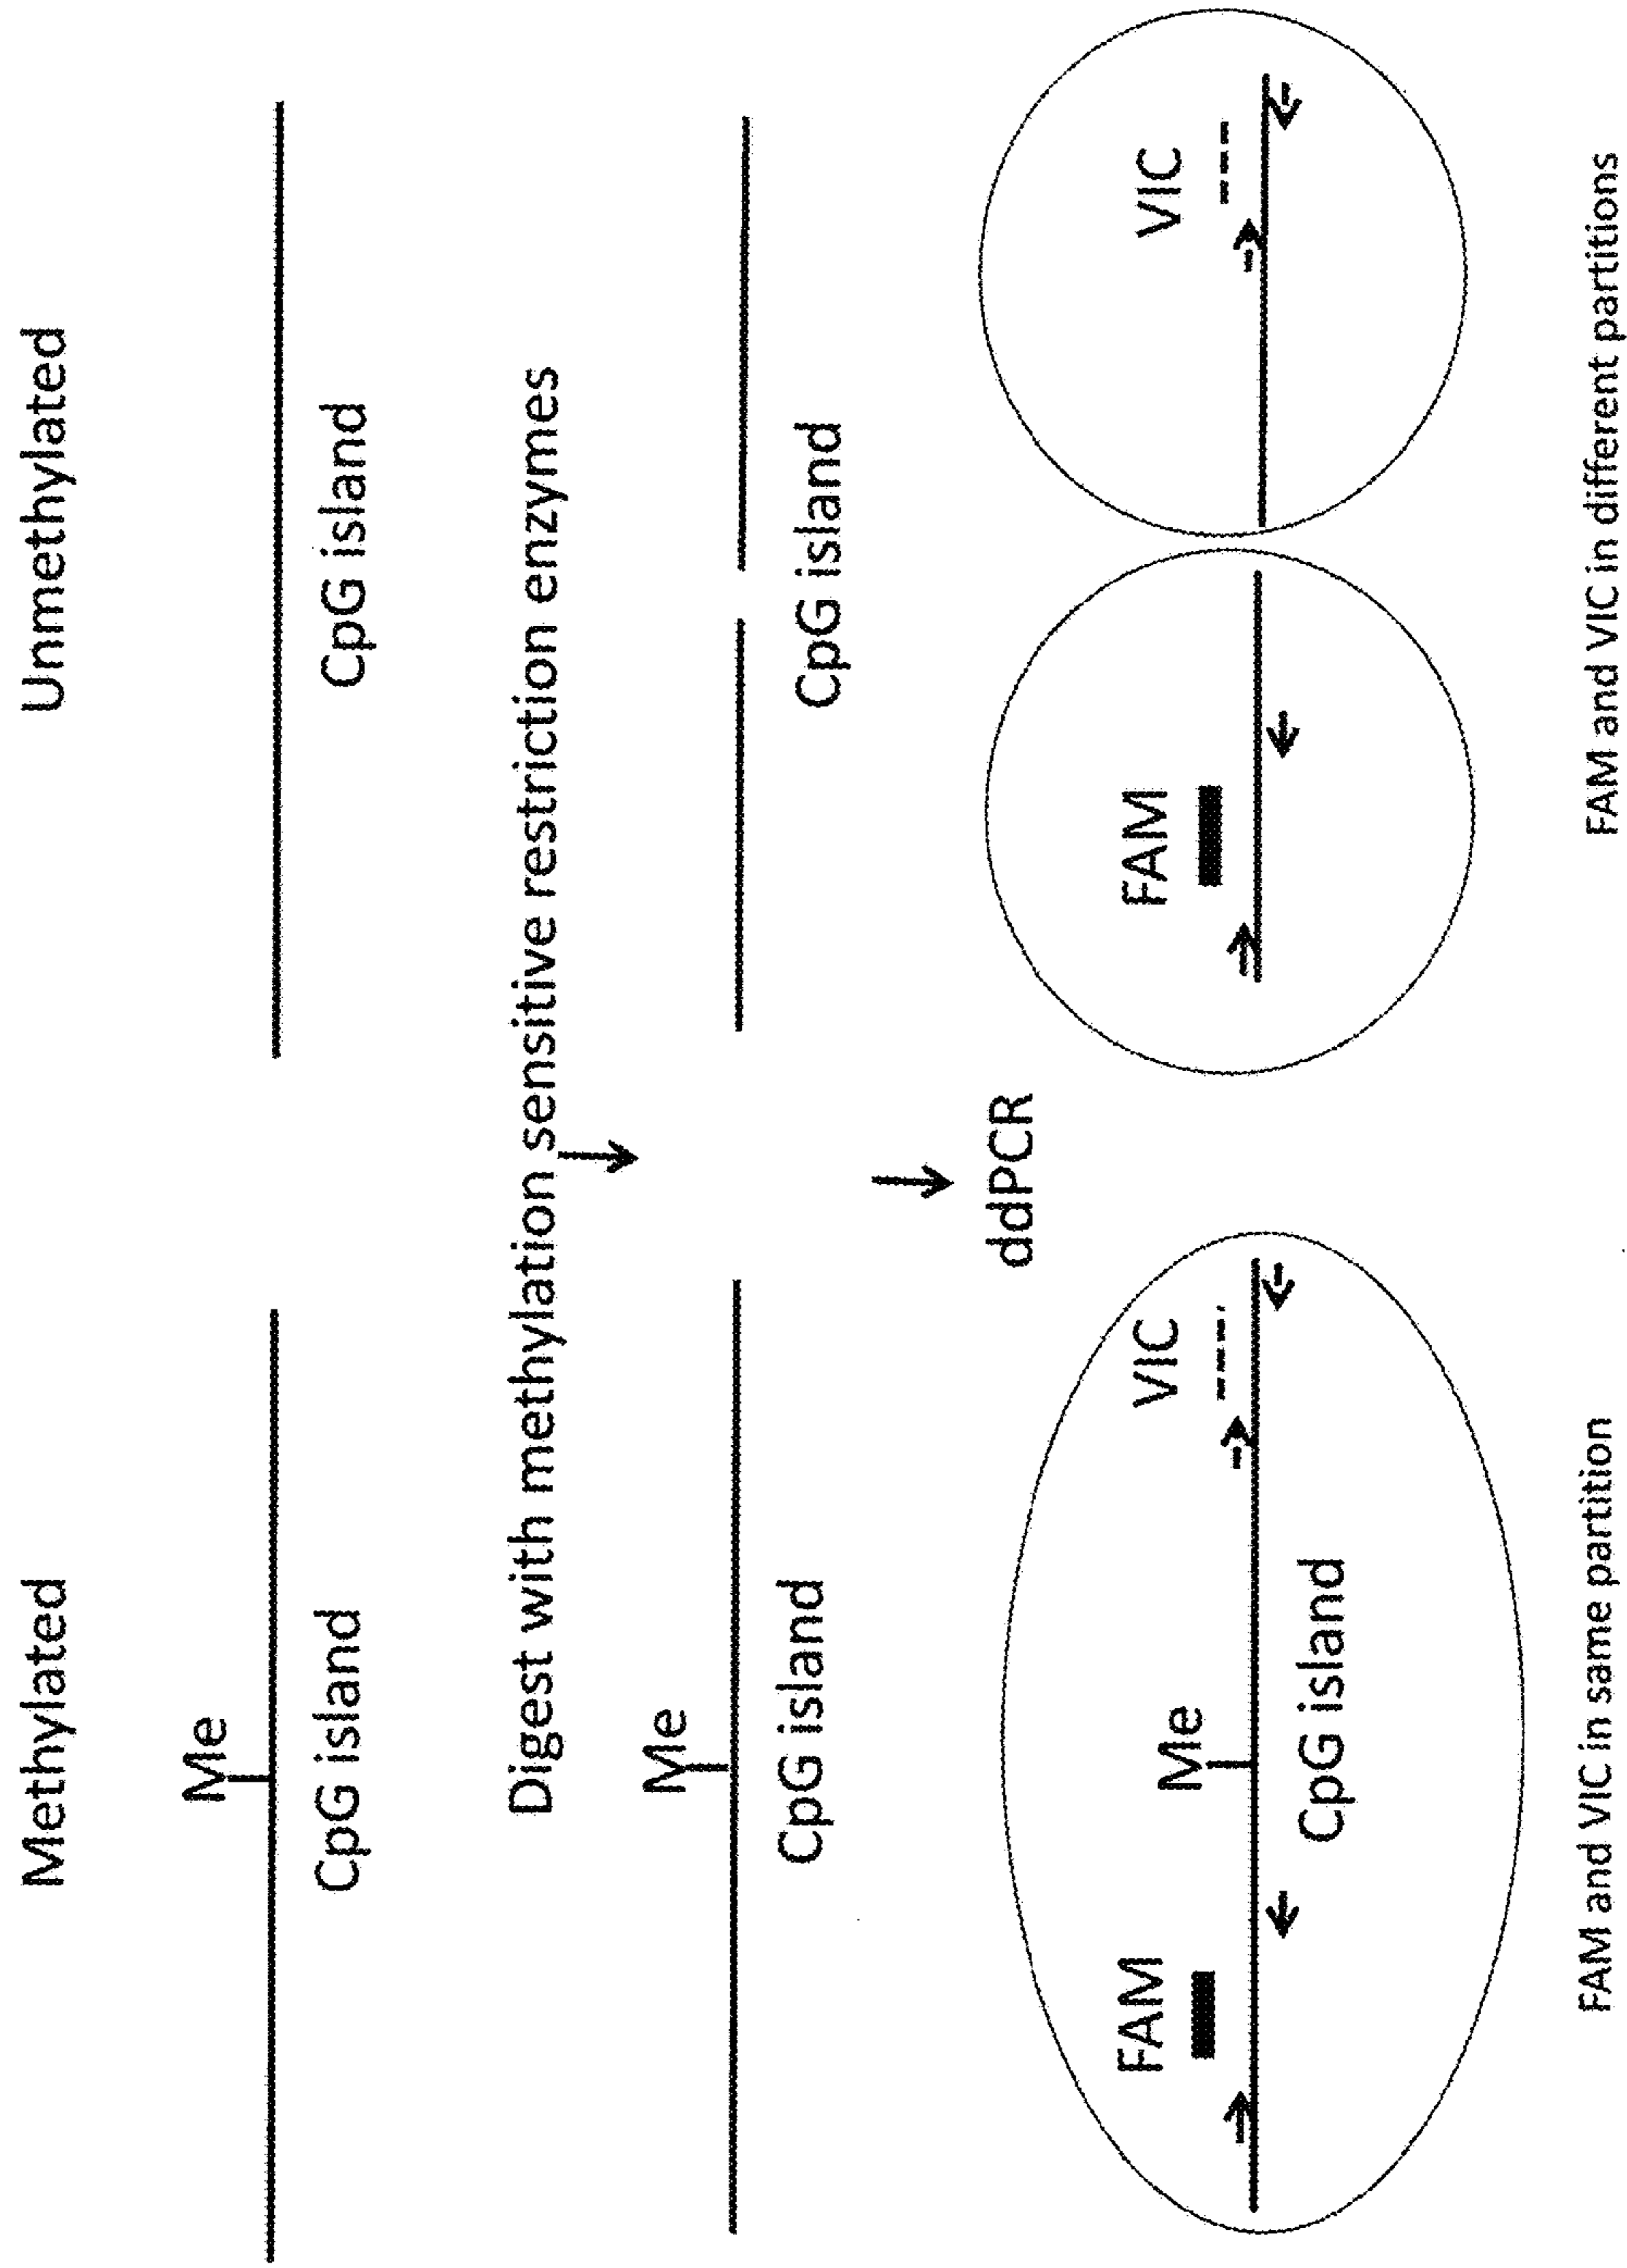 Methylated
Unmethylated
Me
CpG island
CpG island
Digest with methylation sensitive restriction enzymes
Me
CpG island
CpG island
ddPCR
FAM
Me
VIC
FAM
VIC
CpG island
FAM and VIC in same partition
FAM and VIC in different partitions